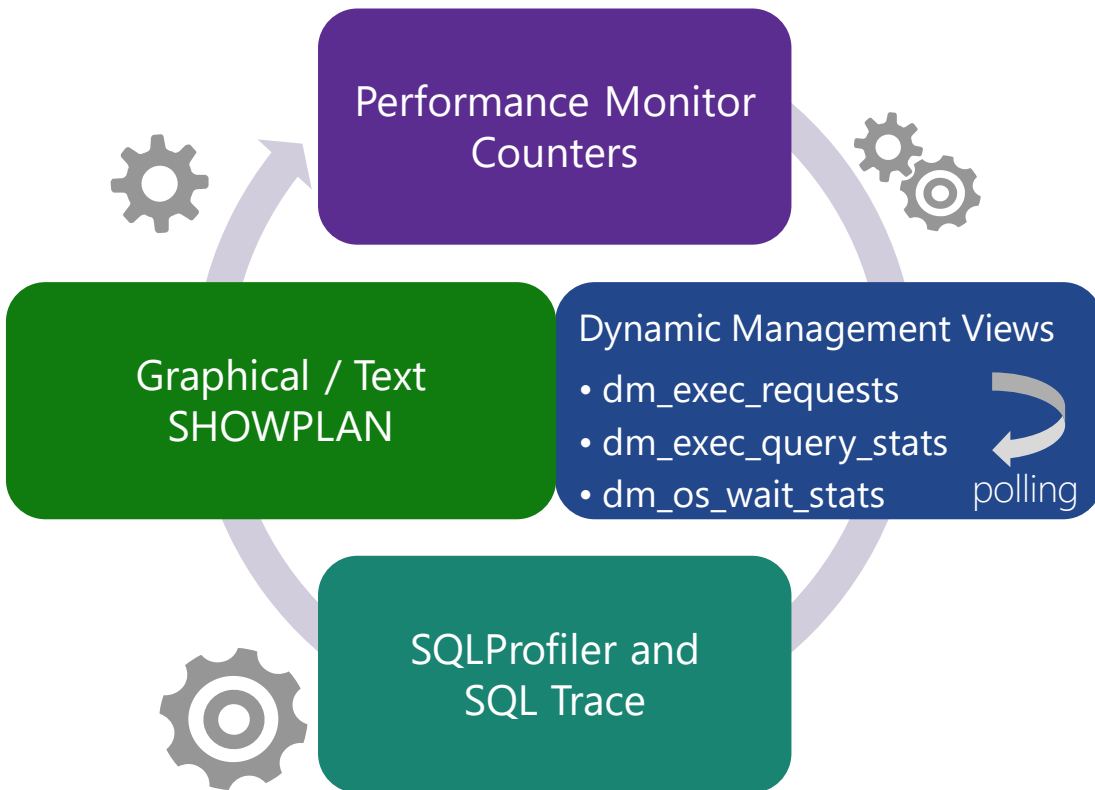 Performance Monitor
Counters
Graphical / Text
SHOWPLAN
Dynamic Management Views
• dm_exec_requests
• dm_exec_query_stats
• dm_os_wait_stats
polling
SQLProfiler and
SQL Trace